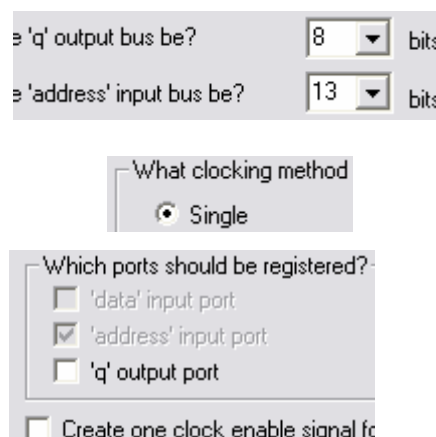 'q' output bus be? 8 bits
'address' input bus be? 13 bits
What clocking method
Single
Which ports should be registered?
'data' input port
'address' input port
'q' output port
Create one clock enable signal